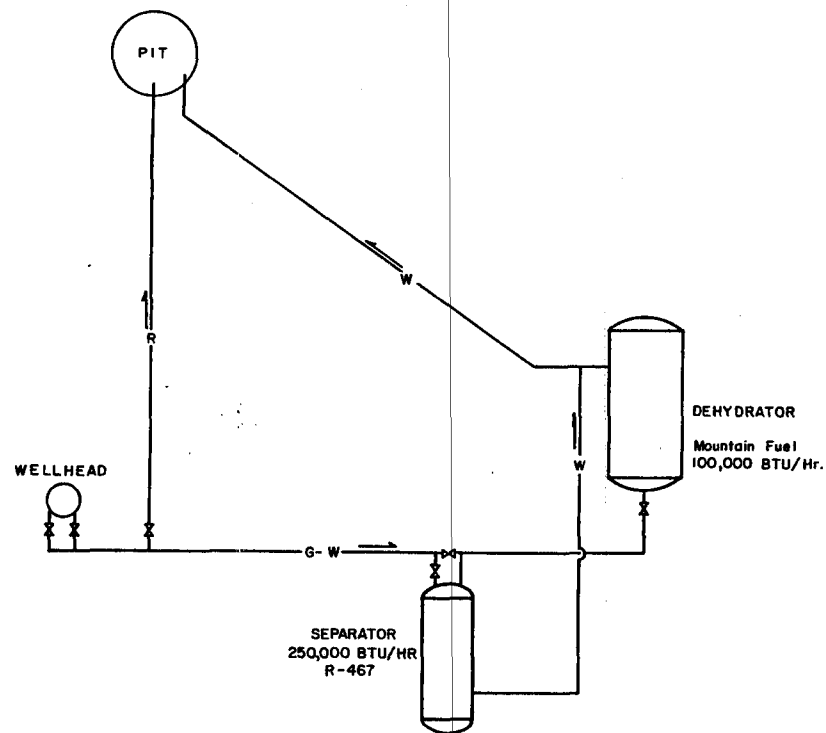 PIT
W
R
DEHYDRATOR
Mountain Fuel
100,000 BTU/Hr.
W
WELLHEAD
G-W
SEPARATOR
250,000 BTU/HR
R-467